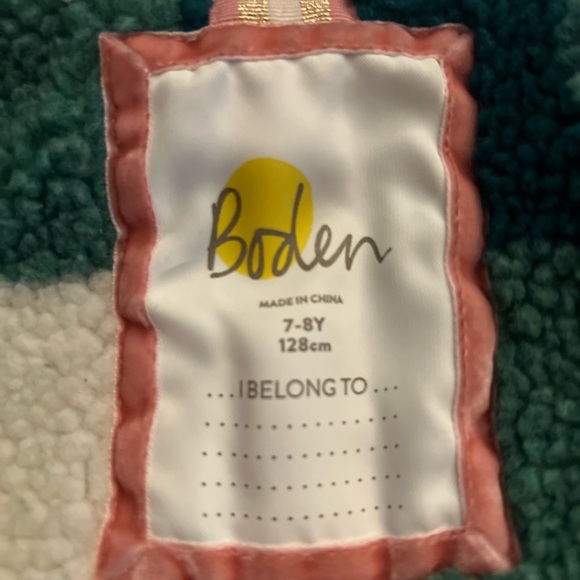 Boden
MADE IN CHINA
7-8Y
128cm
...I BELONG TO...